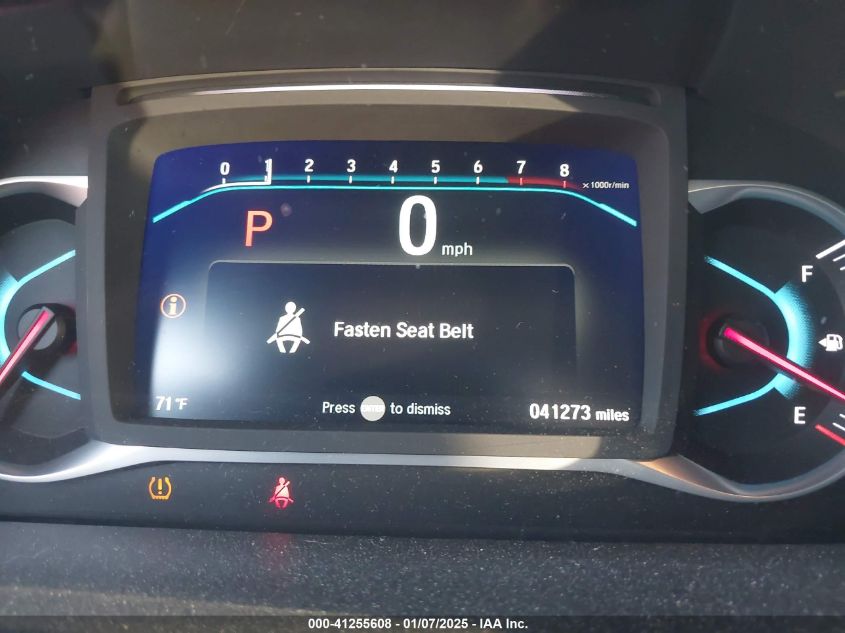 0 1 2 3 4 5 6 7 8 x 1000r/min
P 0 mph
F
Fasten Seat Belt
E
71°F Press ENTER to dismiss 041273 miles
000-41255608 - 01/07/2025 - IAA Inc.